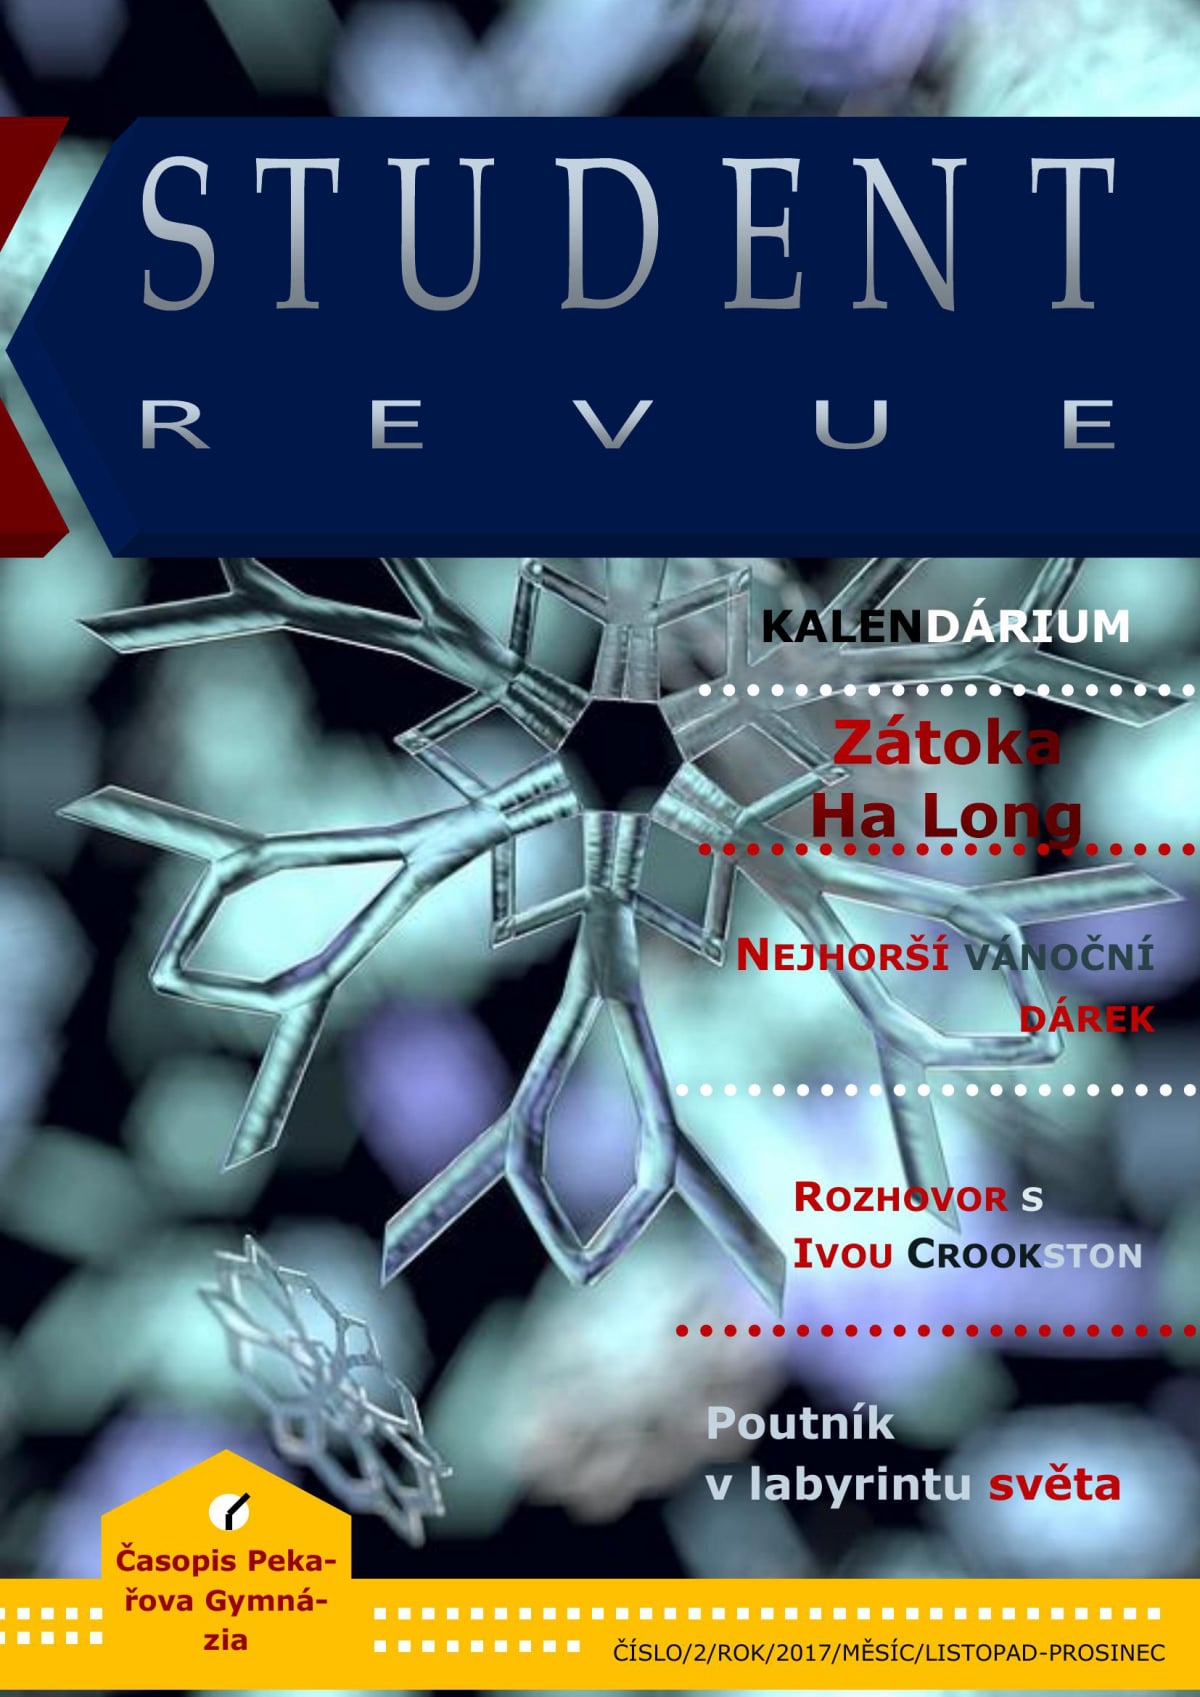 STUDENT
REVUE
KALENDÁRIUM
Zátoka
Ha Long
NEJHORŠÍ VÁNOČNÍ
DÁREK
ROZHOVOR S
IVOU CROOKSTON
Poutník
v labyrintu světa
Časopis Peka-
řova Gymná-
zia
ČÍSLO/2/ROK/2017/MĚSÍC/LISTOPAD-PROSINEC